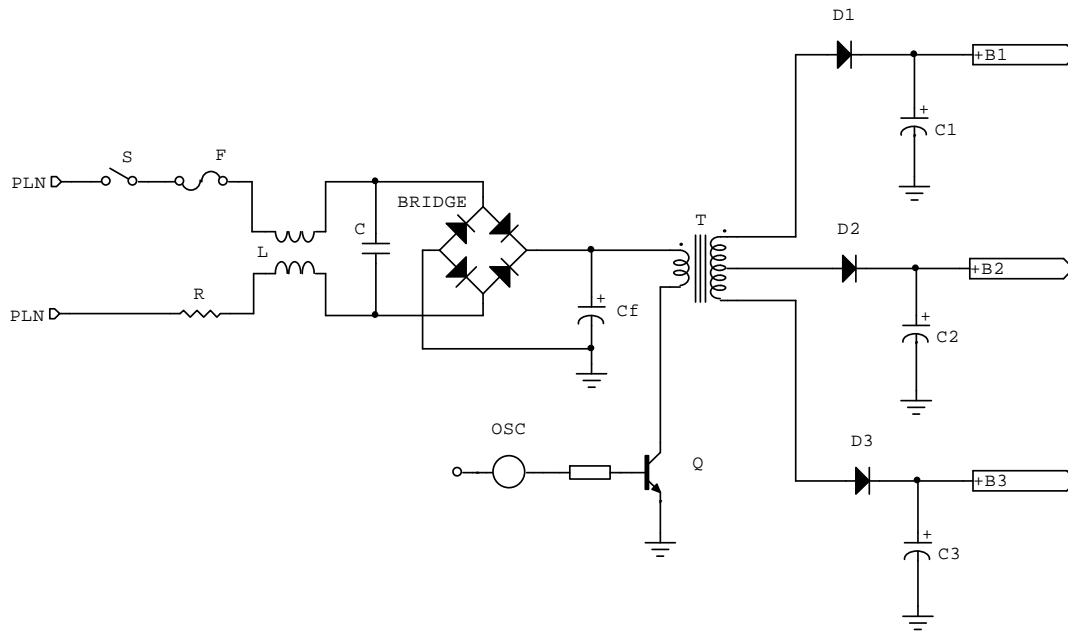 D1
+B1
+
C1
S
F
PLN
BRIDGE
C
T
D2
L
+B2
R
+
Cf
PLN
+
C2
OSC
D3
Q
+B3
+
C3